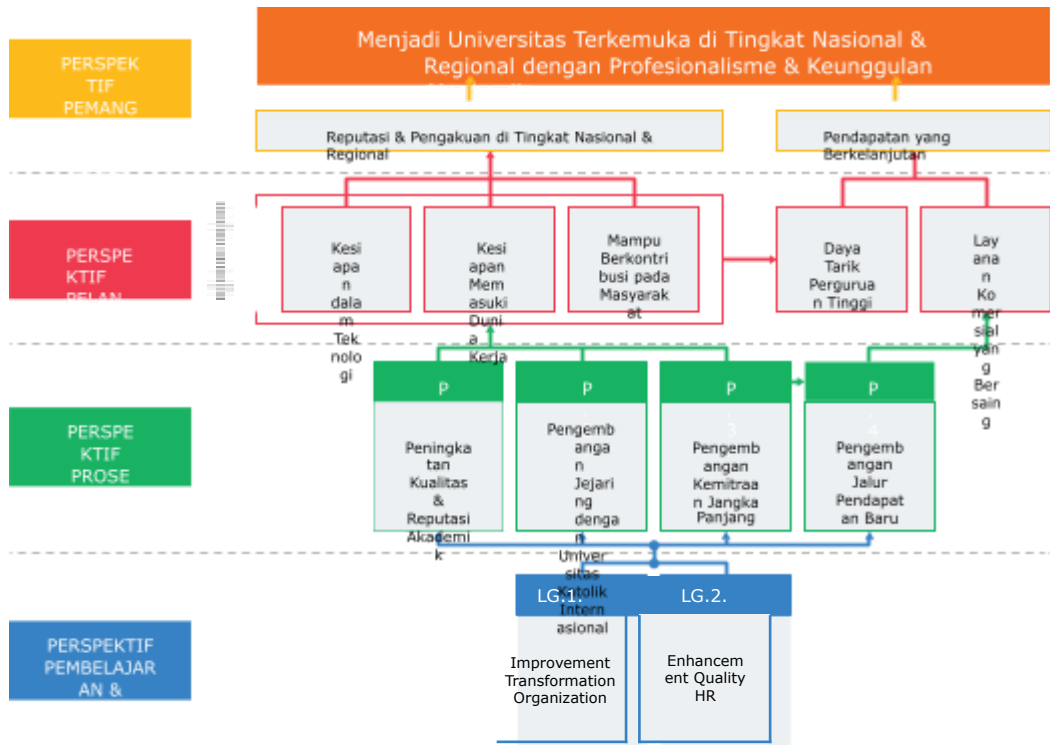 Menjadi Universitas Terkemuka di Tingkat Nasional &
Regional dengan Profesionalisme & Keunggulan
PERSPEK
TIF
PEMANG
Reputasi & Pengakuan di Tingkat Nasional &
Regional
Pendapatan yang
Berkelanjutan
PERSPE
KTIF
PELAN
Kesi
apa
n
dala
m
Tek
nolo
gi
Kesi
apan
Mem
asuki
Duni
a
Kerja
Mampu
Berkontri
busi pada
Masyarak
at
Daya
Tarik
Pergurua
n Tinggi
Lay
ana
n
Ko
mer
sial
yan
g
Ber
sain
g
PERSPE
KTIF
PROSE
P
Peningka
tan
Kualitas
&
Reputasi
Akademi
k
P
Pengemb
anga
n
Jejari
ng
denga
n
Univer
sitas
Katolik
Intern
asional
P
.3
Pengemb
angan
Kemitraa
n Jangka
Panjang
P
.4
Pengemb
angan
Jalur
Pendapat
an Baru
PERSPEKTIF
PEMBELAJAR
AN &
LG.1.
Improvement
Transformation
Organization
LG.2.
Enhancem
ent Quality
HR